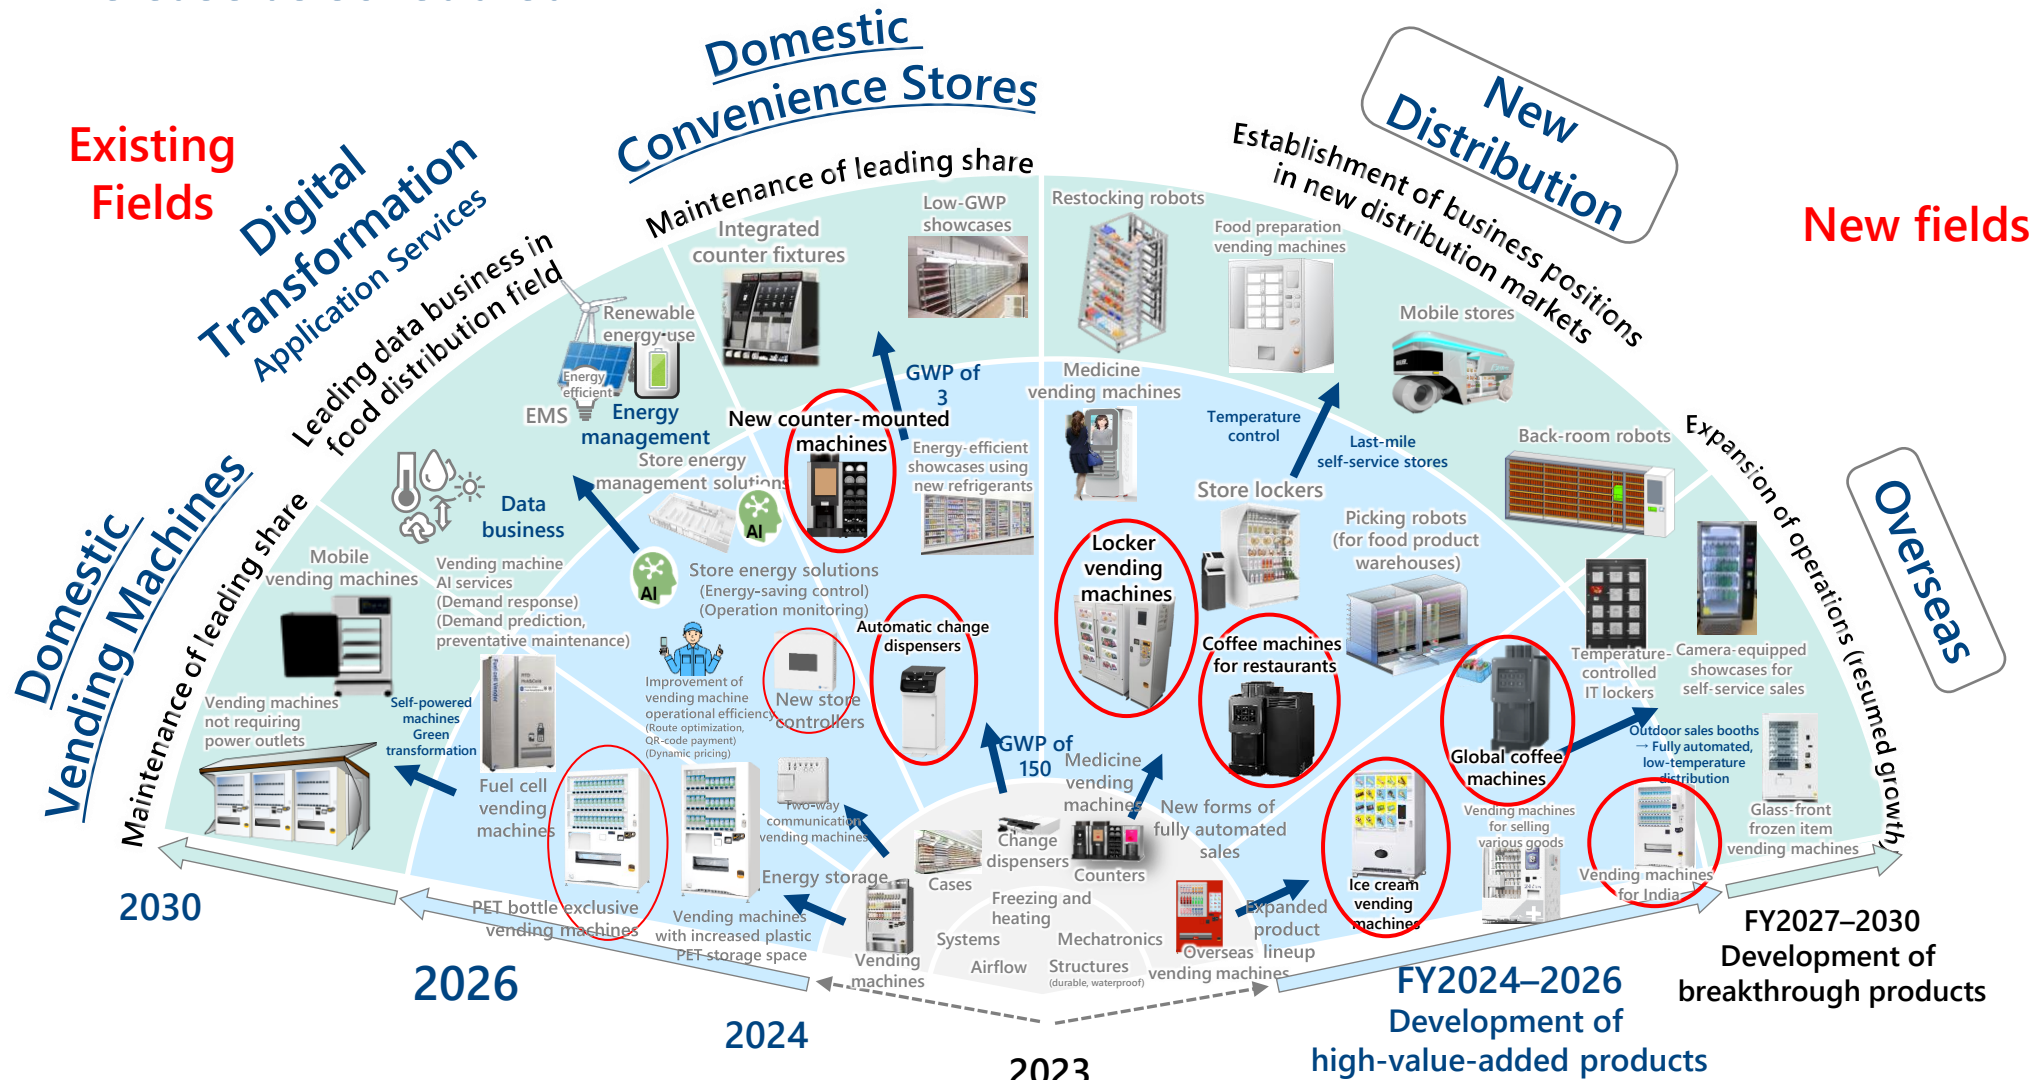 Existing
Fields
Digital
Transformation
Application Services
Leading data business in
food distribution field
Domestic
Convenience Stores
Maintenance of leading share
New
Distribution
Establishment of business positions
in new distribution markets
New fields
Overseas
Expansion of operations (resumed growth)
Domestic
Vending Machines
Maintenance of leading share
Integrated
counter fixtures
Low-GWP
showcases
Restocking robots
Food preparation
vending machines
Mobile stores
Back-room robots
Renewable
energy use
Energy
efficient
EMS
Energy
management
Data
business
GWP of
3
New counter-mounted
machines
Energy-efficient
showcases using
new refrigerants
Store energy
management solutions
AI
AI
Store energy solutions
(Energy-saving control)
(Operation monitoring)
Medicine
vending machines
Temperature
control
Last-mile
self-service stores
Store lockers
Picking robots
(for food product
warehouses)
Locker
vending
machines
Coffee machines
for restaurants
Temperature-
controlled
IT lockers
Camera-equipped
showcases for
self-service sales
Mobile
vending machines
Vending machine
AI services
(Demand response)
(Demand prediction,
preventative maintenance)
Vending machines
not requiring
power outlets
Self-powered
machines
Green
transformation
Fuel cell Vender
Fuel cell
vending
machines
Improvement of
vending machine
operational efficiency
(Route optimization,
QR-code payment)
(Dynamic pricing)
New store
controllers
Automatic change
dispensers
Two-way
communication
vending machines
GWP of
150
Medicine
vending
machines
New forms of
fully automated
sales
Global coffee
machines
Outdoor sales booths
→ Fully automated,
low-temperature
distribution
Glass-front
frozen item
vending machines
Vending machines
for selling
various goods
Vending machines
for India
Ice cream
vending
machines
Expanded
product
lineup
Overseas
vending machines
PET bottle exclusive
vending machines
Vending machines
with increased plastic
PET storage space
Energy storage
Vending
machines
Cases
Change
dispensers
Counters
Freezing and
heating
Systems
Mechatronics
Airflow
Structures
(durable, waterproof)
2030
2026
2024
2023
FY2024–2026
Development of
high-value-added products
FY2027–2030
Development of
breakthrough products